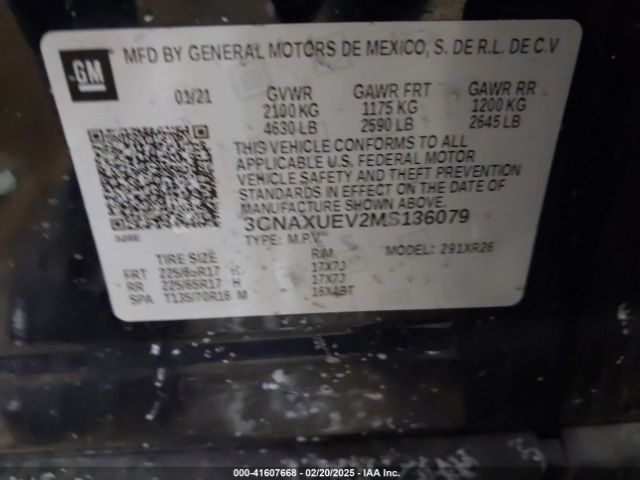 GM
MFD BY GENERAL MOTORS DE MEXICO, S. DE R.L. DE C.V
01/21 GVWR GAWR FRT GAWR RR
2100 KG 1175 KG 1200 KG
4630 LB 2590 LB 2645 LB
THIS VEHICLE CONFORMS TO ALL
APPLICABLE U.S. FEDERAL MOTOR
VEHICLE SAFETY AND THEFT PREVENTION
STANDARDS IN EFFECT ON THE DATE OF
MANUFACTURE SHOWN ABOVE.
3CNAXUEV2MS136079
TYPE: M.P.V. MODEL: 291XR26
TIRE SIZE RIM
FRT 225/65R17 H 17X7J
RR 225/65R17 H 17X7J
SPA T135/70R16 M 16X4BT
000-41607668 - 02/20/2025 - IAA Inc.